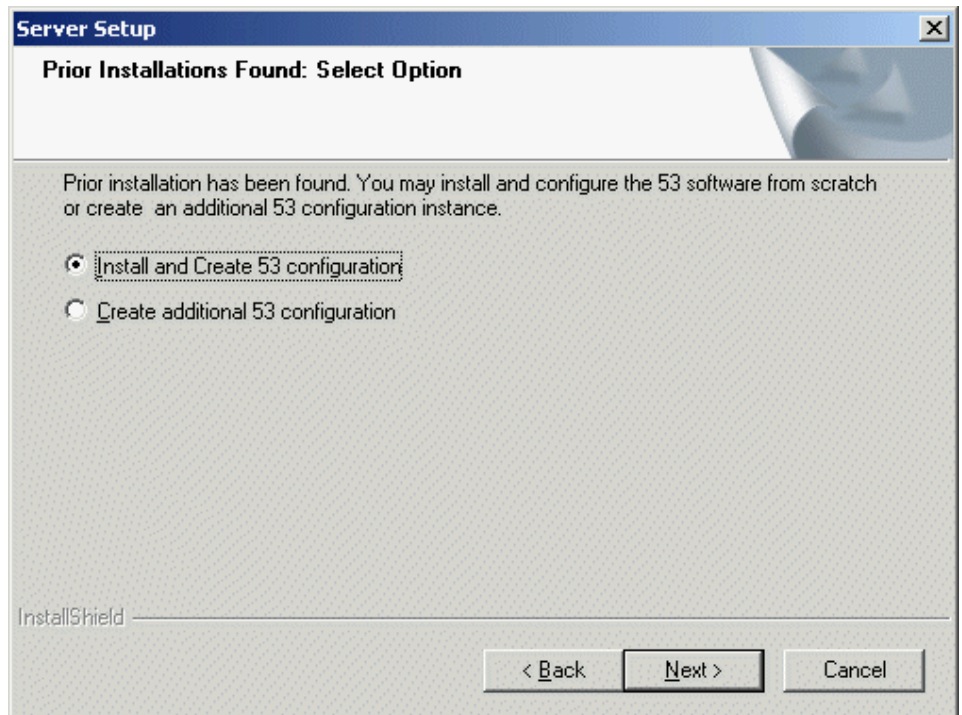 Server Setup
Prior Installations Found: Select Option
Prior installation has been found. You may install and configure the 53 software from scratch
or create  an additional 53 configuration instance.
Install and Create 53 configuration
Create additional 53 configuration
InstallShield
< Back
Next >
Cancel